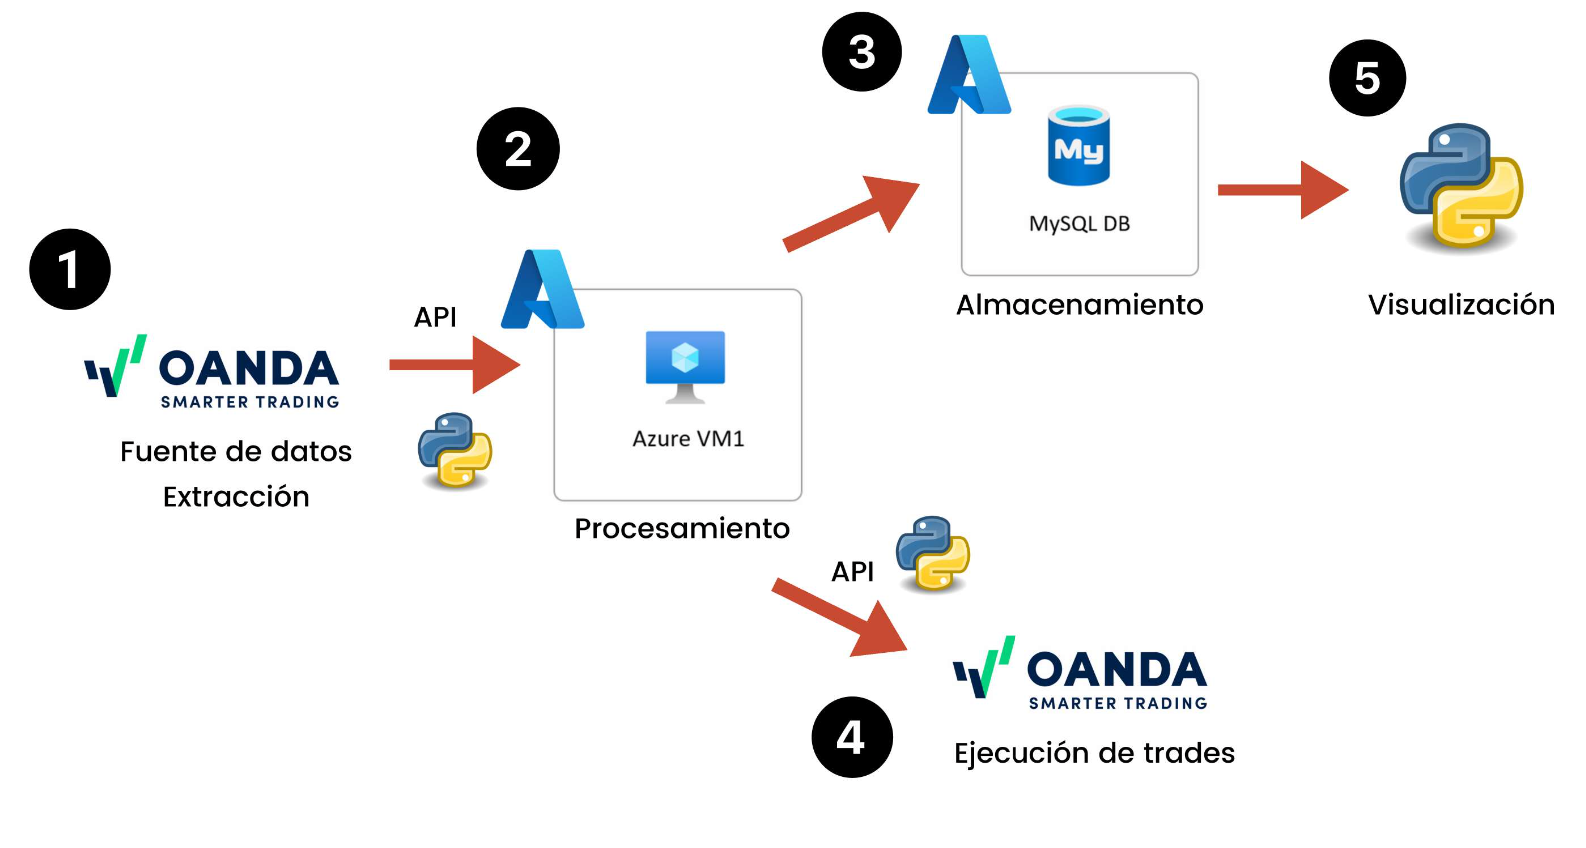 1
OANDA
SMARTER TRADING
Fuente de datos
Extracción
API
2
Azure VM1
Procesamiento
3
My
MySQL DB
Almacenamiento
API
4
OANDA
SMARTER TRADING
Ejecución de trades
5
Visualización